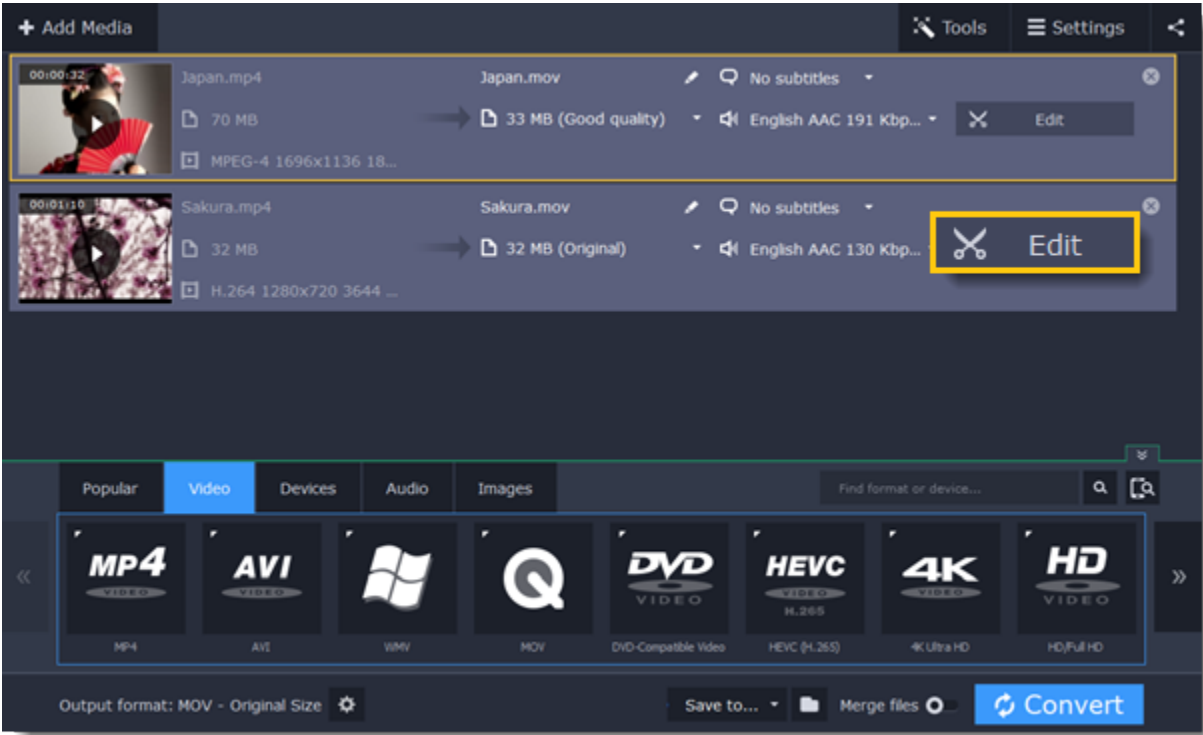 Add Media
Tools
Settings
00:00:32
Japan.mp4
Japan.mov
No subtitles
70 MB
33 MB (Good quality)
English AAC 191 Kbp...
Edit
MPEG-4 1696x1136 18...
00:01:10
Sakura.mp4
Sakura.mov
No subtitles
32 MB
32 MB (Original)
English AAC 130 Kbp...
Edit
H.264 1280x720 3644 ...
Popular
Video
Devices
Audio
Images
Find format or device...
MP4
VIDEO
AVI
VIDEO
DVD
VIDEO
HEVC
VIDEO
H.265
4K
VIDEO
HD
VIDEO
MP4
AVI
WMV
MOV
DVD-Compatible Video
HEVC (H.265)
4K Ultra HD
HD/Full HD
Output format: MOV - Original Size
Save to...
Merge files
Convert